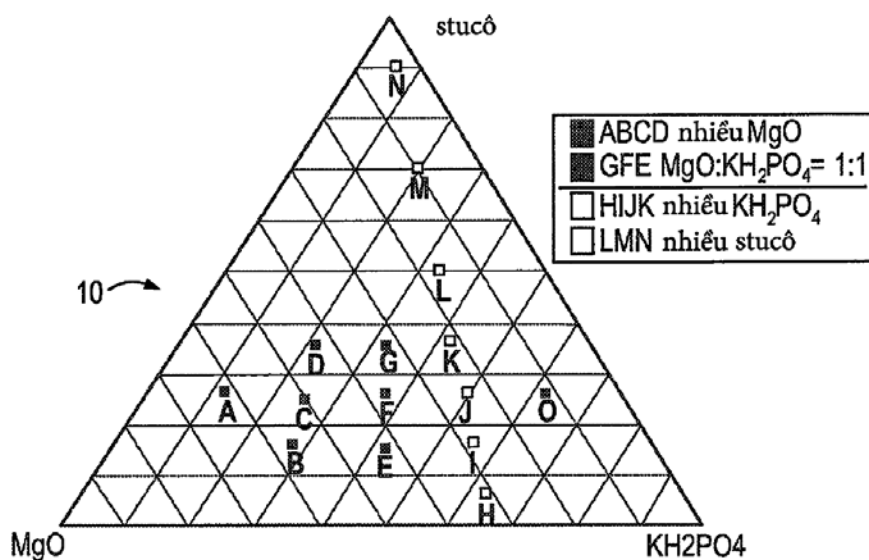 stucô
N
ABCD nhiều MgO
GFE MgO:KH₂PO₄= 1:1
M
HIJK nhiều KH₂PO₄
LMN nhiều stucô
10
L
D G K
A C F J O
B E I
H
MgO KH2PO4